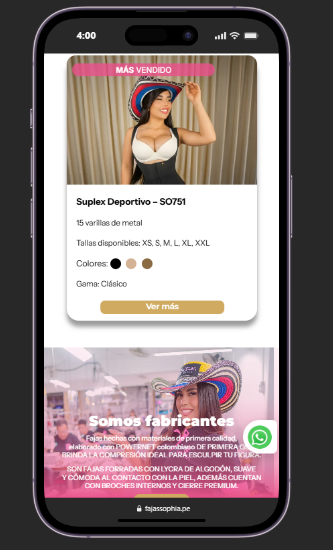 4:00
MÁS VENDIDO
Suplex Deportivo – SO751
15 varillas de metal
Tallas disponibles: XS, S, M, L, XL, XXL
Colores:
Gama: Clásico
Ver más
Somos fabricantes
Fajas hechas con materiales de primera calidad,
elaborado con POWERNET colombiano DE PRIMERA CALIDAD
BRINDA LA COMPRESIÓN IDEAL PARA ESCULPIR TU FIGURA.
SON FAJAS FORRADAS CON LYCRA DE ALGODÓN, SUAVE
Y CÓMODA AL CONTACTO CON LA PIEL, ADEMÁS CUENTAN
CON BROCHES INTERNOS Y CIERRE PREMIUM.
fajassophia.pe